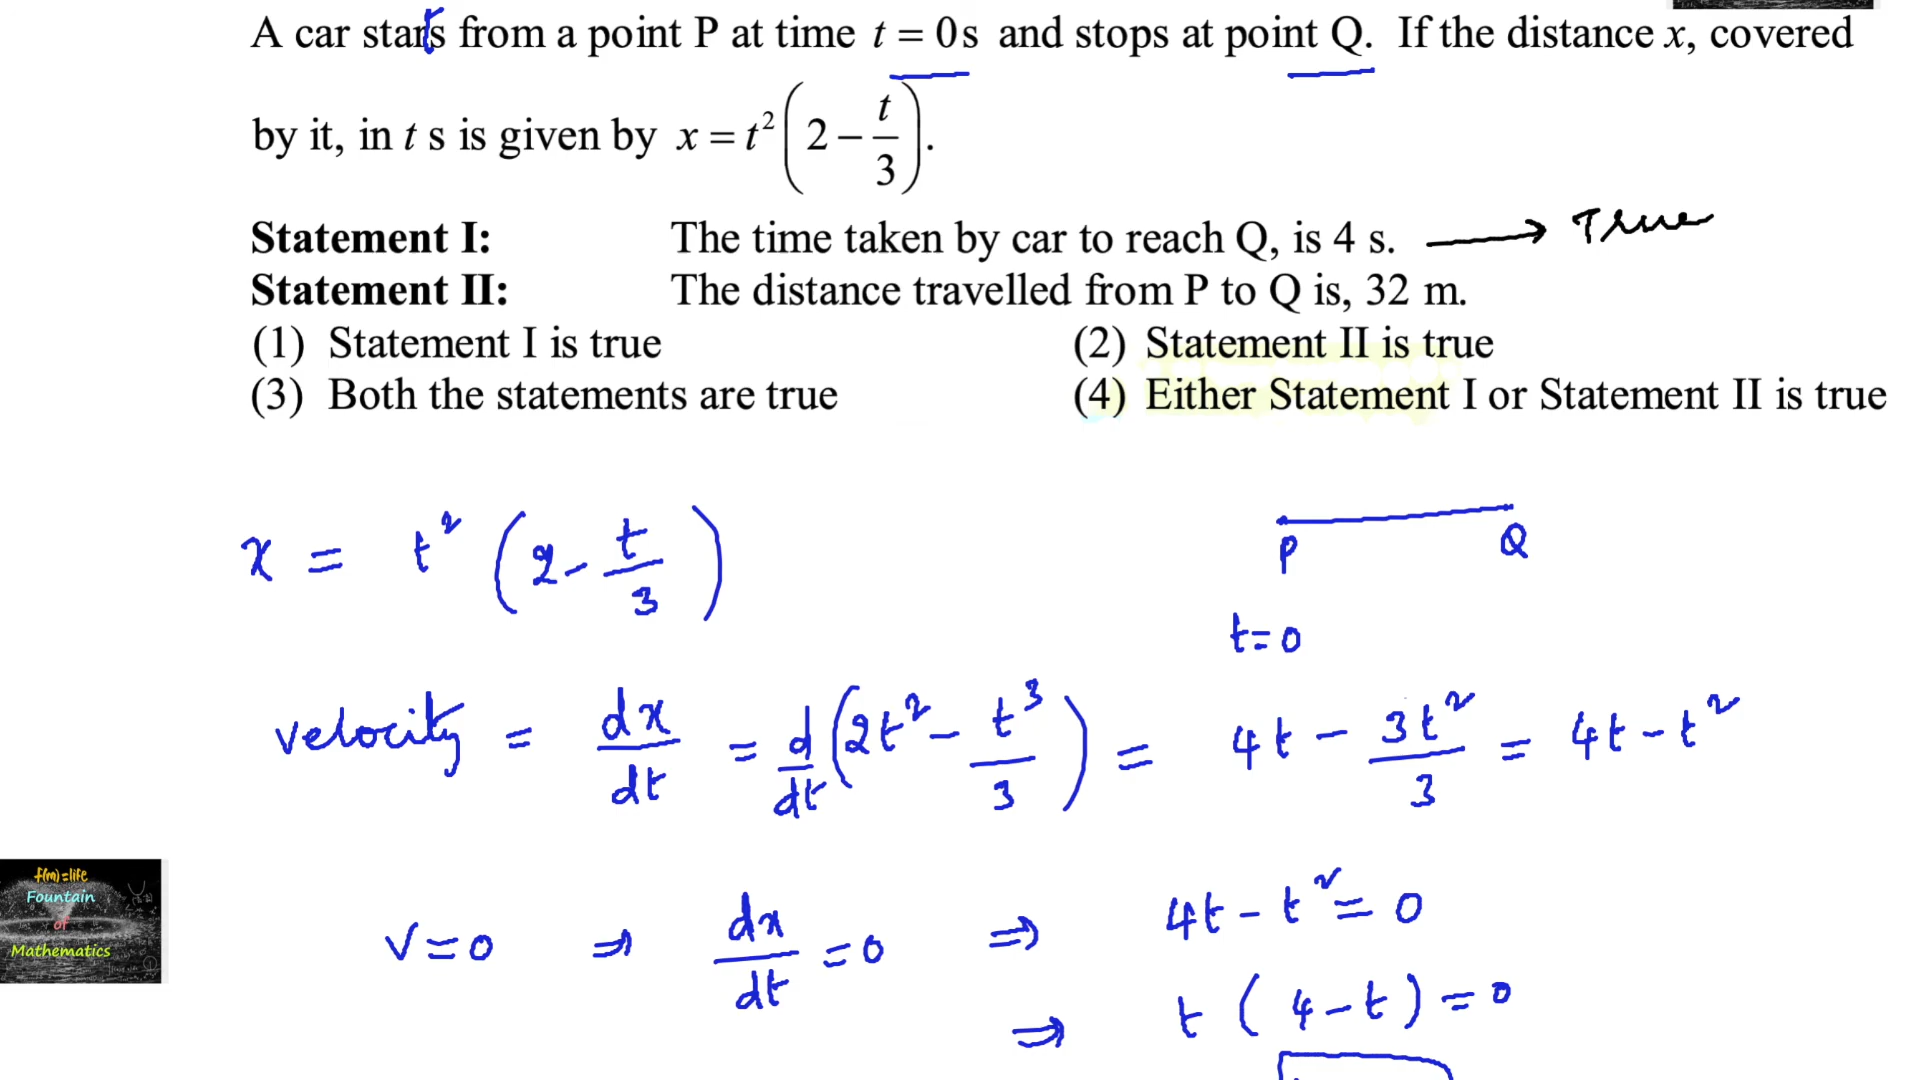 A car starts from a point P at time t = 0s and stops at point Q. If the distance x, covered
by it, in t s is given by x = t²(2 − t/3).
Statement I: The time taken by car to reach Q, is 4 s. → True
Statement II: The distance travelled from P to Q is, 32 m.
(1) Statement I is true (2) Statement II is true
(3) Both the statements are true (4) Either Statement I or Statement II is true
x = t² (2 - t/3)
P Q
t = 0
velocity = dx/dt = d/dt (2t² - t³/3) = 4t - 3t²/3 = 4t - t²
v = 0 ⇒ dx/dt = 0 ⇒ 4t - t² = 0
⇒ t (4 - t) = 0
f(m)=life
Fountain
of
Mathematics